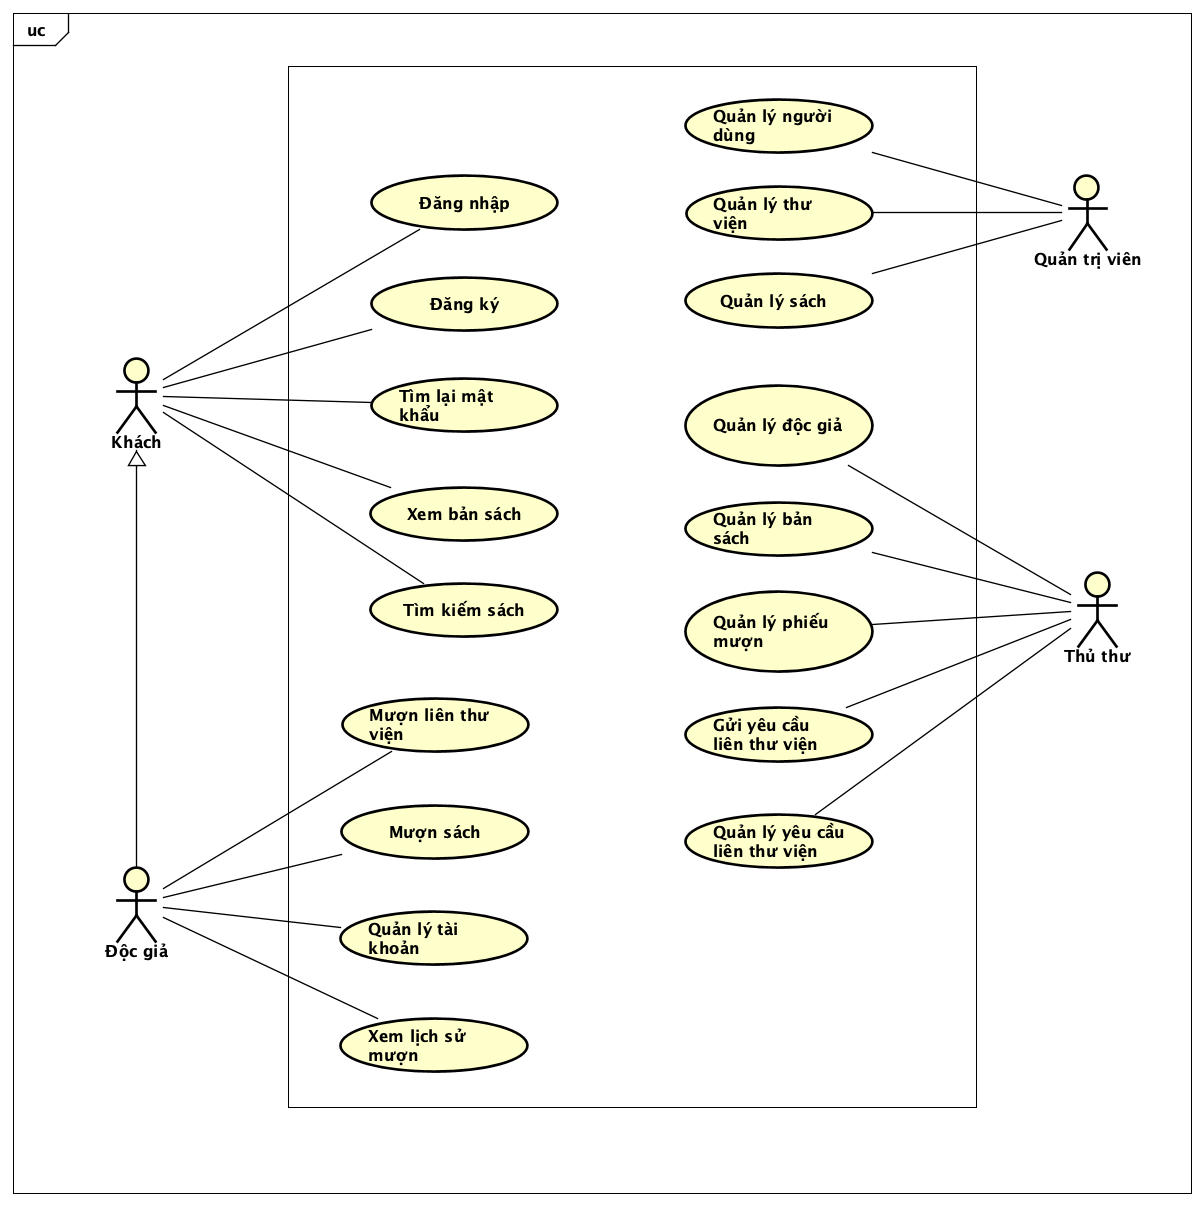 uc
Đăng nhập
Đăng ký
Tìm lại mật
khẩu
Xem bản sách
Tìm kiếm sách
Khách
Mượn liên thư
viện
Mượn sách
Quản lý tài
khoản
Xem lịch sử
mượn
Độc giả
Quản lý người
dùng
Quản lý thư
viện
Quản lý sách
Quản trị viên
Quản lý độc giả
Quản lý bản
sách
Quản lý phiếu
mượn
Gửi yêu cầu
liên thư viện
Quản lý yêu cầu
liên thư viện
Thủ thư